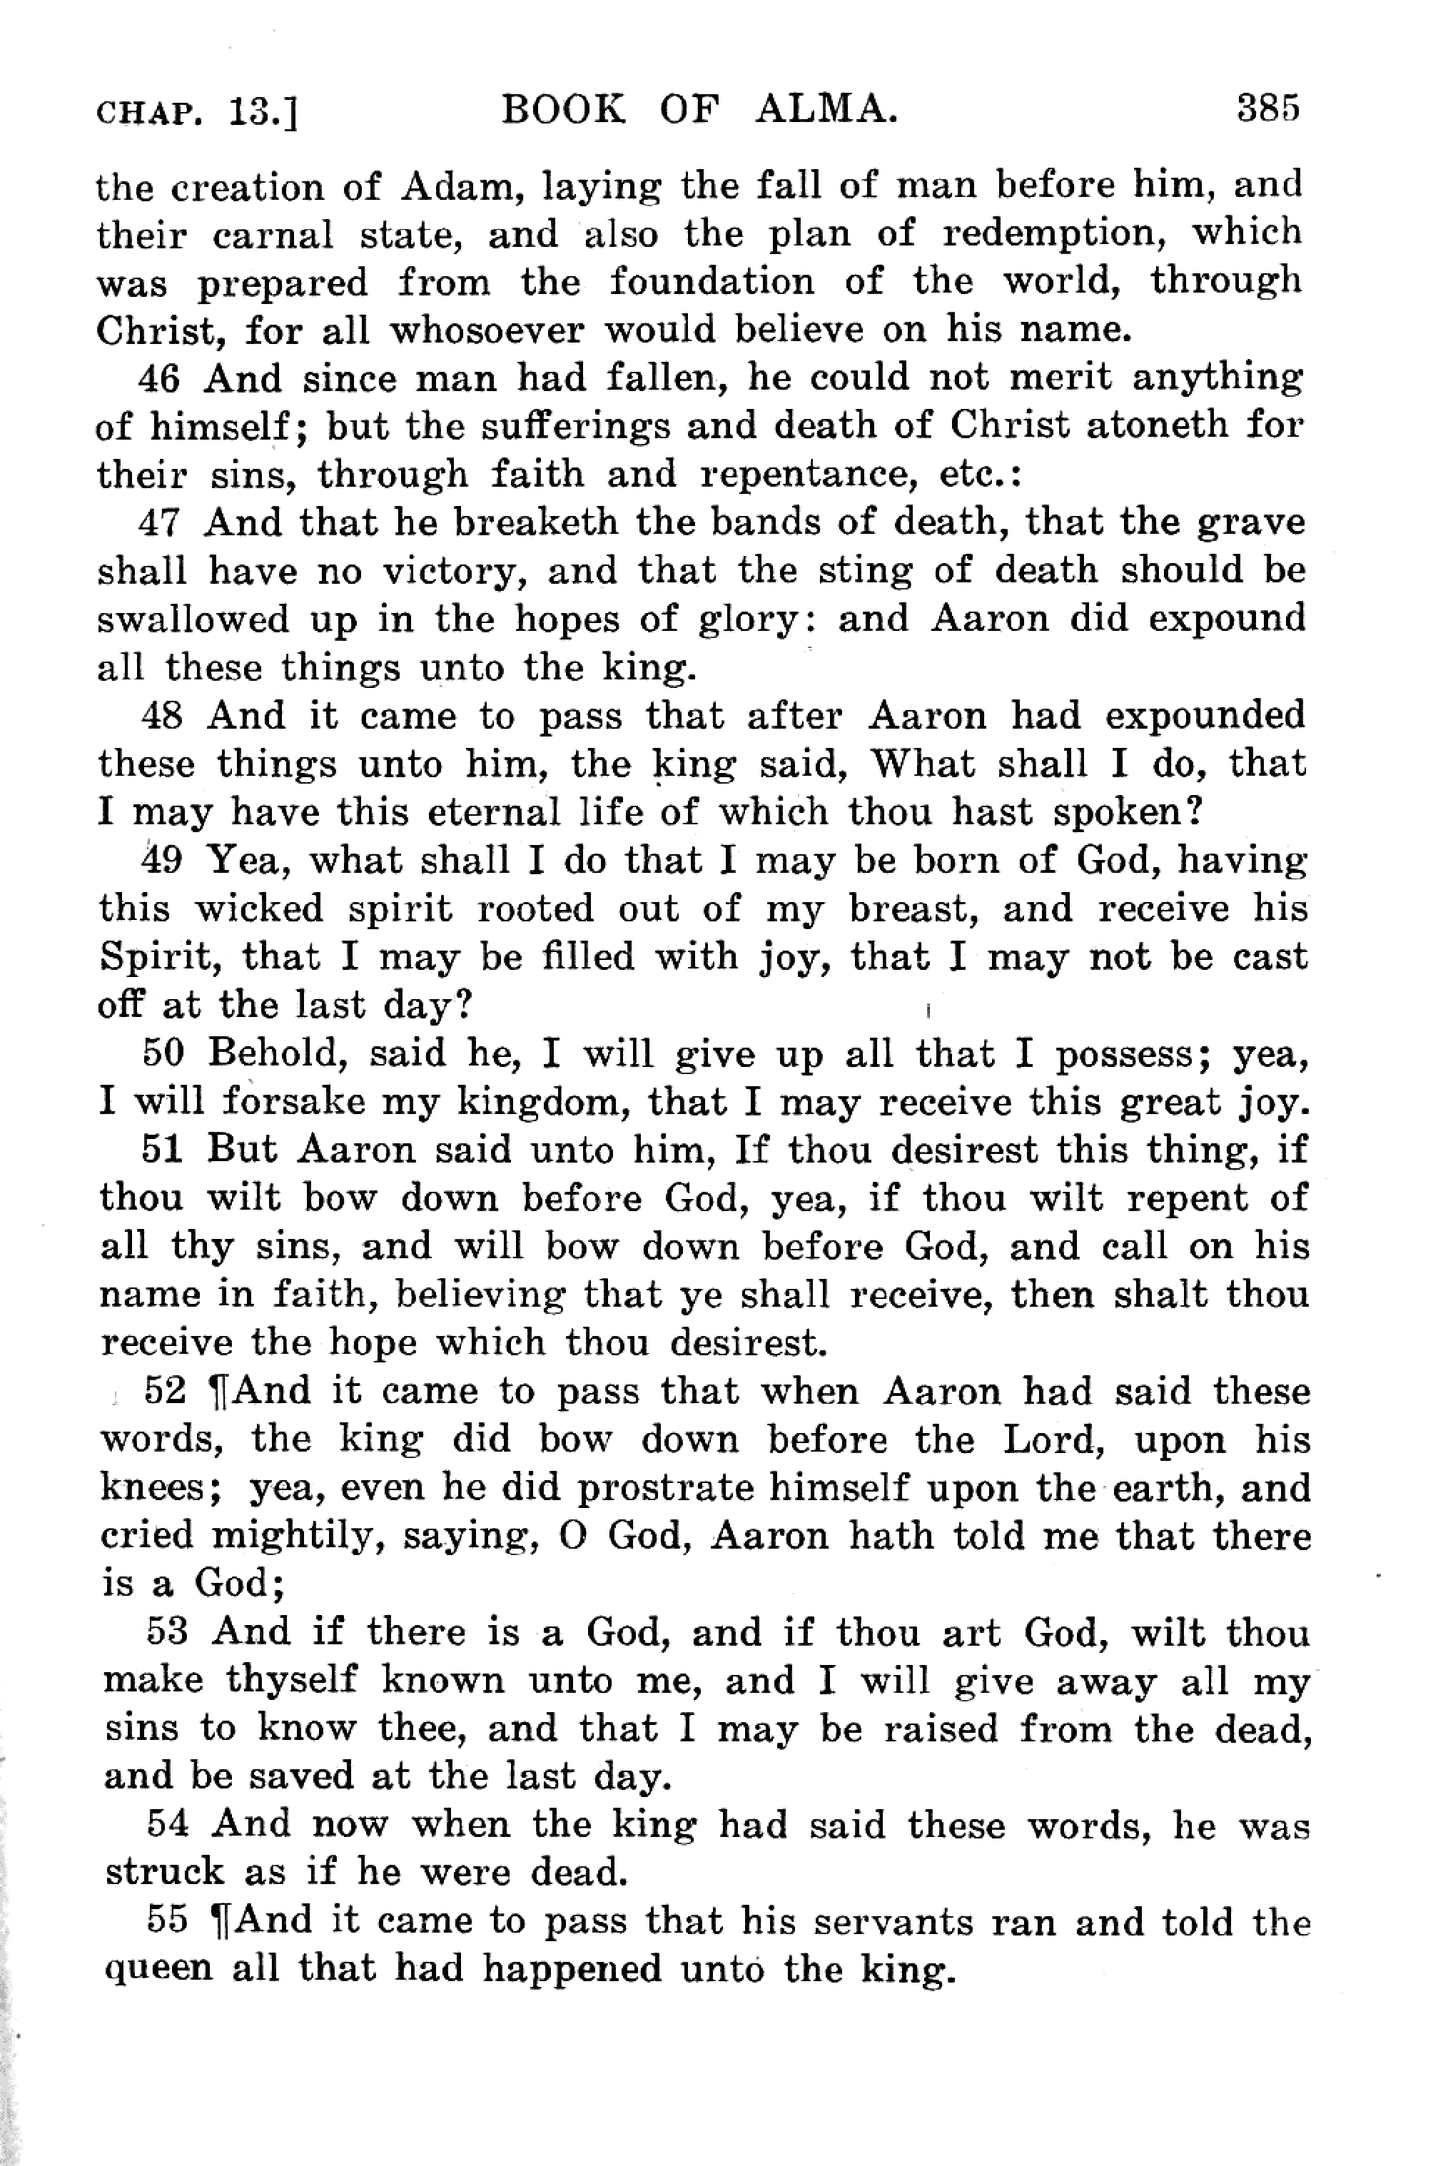 CHAP. 13.] BOOK OF ALMA. 385
the creation of Adam, laying the fall of man before him, and
their carnal state, and also the plan of redemption, which
was prepared from the foundation of the world, through
Christ, for all whosoever would believe on his name.
46 And since man had fallen, he could not merit anything
of himself; but the sufferings and death of Christ atoneth for
their sins, through faith and repentance, etc.:
47 And that he breaketh the bands of death, that the grave
shall have no victory, and that the sting of death should be
swallowed up in the hopes of glory: and Aaron did expound
all these things unto the king.
48 And it came to pass that after Aaron had expounded
these things unto him, the king said, What shall I do, that
I may have this eternal life of which thou hast spoken?
49 Yea, what shall I do that I may be born of God, having
this wicked spirit rooted out of my breast, and receive his
Spirit, that I may be filled with joy, that I may not be cast
off at the last day?
50 Behold, said he, I will give up all that I possess; yea,
I will forsake my kingdom, that I may receive this great joy.
51 But Aaron said unto him, If thou desirest this thing, if
thou wilt bow down before God, yea, if thou wilt repent of
all thy sins, and will bow down before God, and call on his
name in faith, believing that ye shall receive, then shalt thou
receive the hope which thou desirest.
52 ¶And it came to pass that when Aaron had said these
words, the king did bow down before the Lord, upon his
knees; yea, even he did prostrate himself upon the earth, and
cried mightily, saying, O God, Aaron hath told me that there
is a God;
53 And if there is a God, and if thou art God, wilt thou
make thyself known unto me, and I will give away all my
sins to know thee, and that I may be raised from the dead,
and be saved at the last day.
54 And now when the king had said these words, he was
struck as if he were dead.
55 ¶And it came to pass that his servants ran and told the
queen all that had happened unto the king.